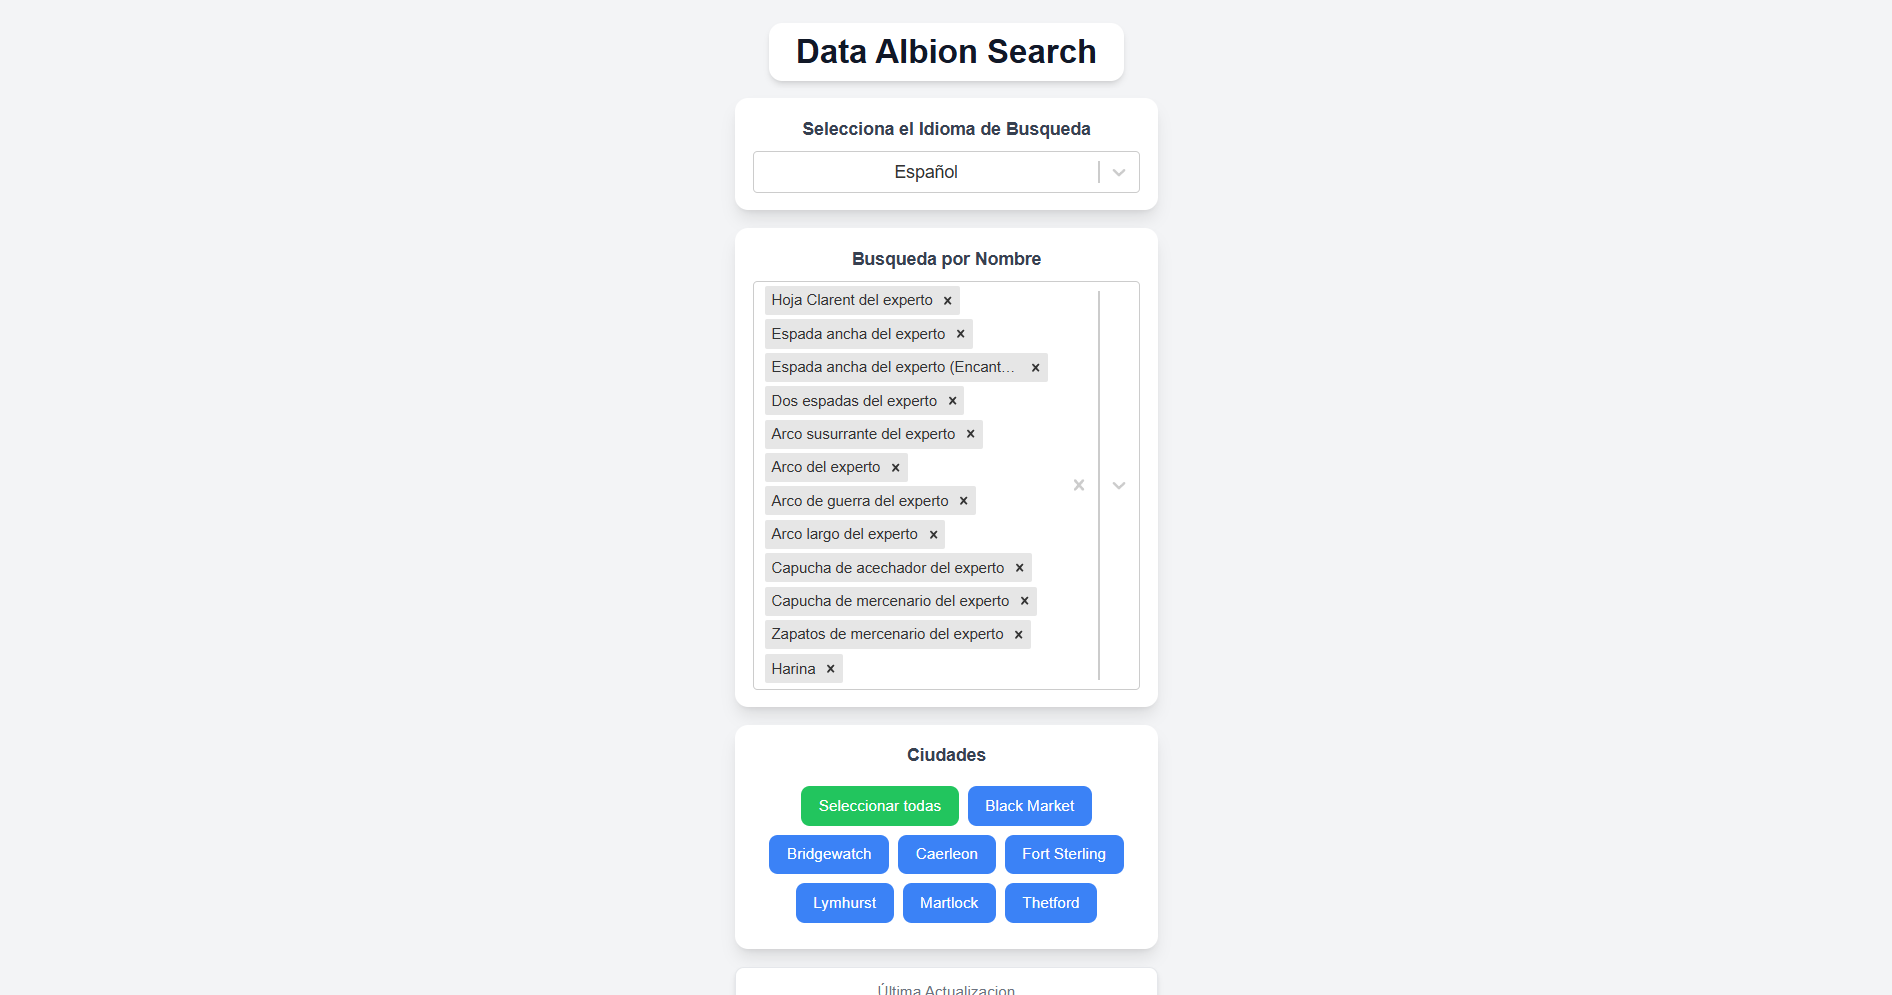 Data Albion Search
Selecciona el Idioma de Busqueda
Español
Busqueda por Nombre
Hoja Clarent del experto
Espada ancha del experto
Espada ancha del experto (Encant...
Dos espadas del experto
Arco susurrante del experto
Arco del experto
Arco de guerra del experto
Arco largo del experto
Capucha de acechador del experto
Capucha de mercenario del experto
Zapatos de mercenario del experto
Harina
Ciudades
Seleccionar todas Black Market
Bridgewatch Caerleon Fort Sterling
Lymhurst Martlock Thetford
Última Actualizacion